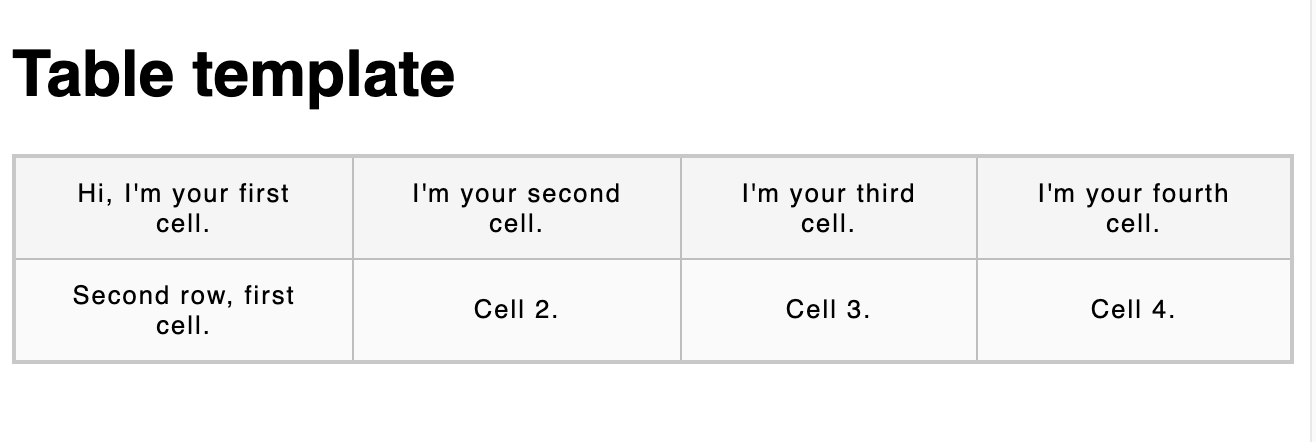 Table template
Hi, I'm your first
cell.
I'm your second
cell.
I'm your third
cell.
I'm your fourth
cell.
Second row, first
cell.
Cell 2.
Cell 3.
Cell 4.